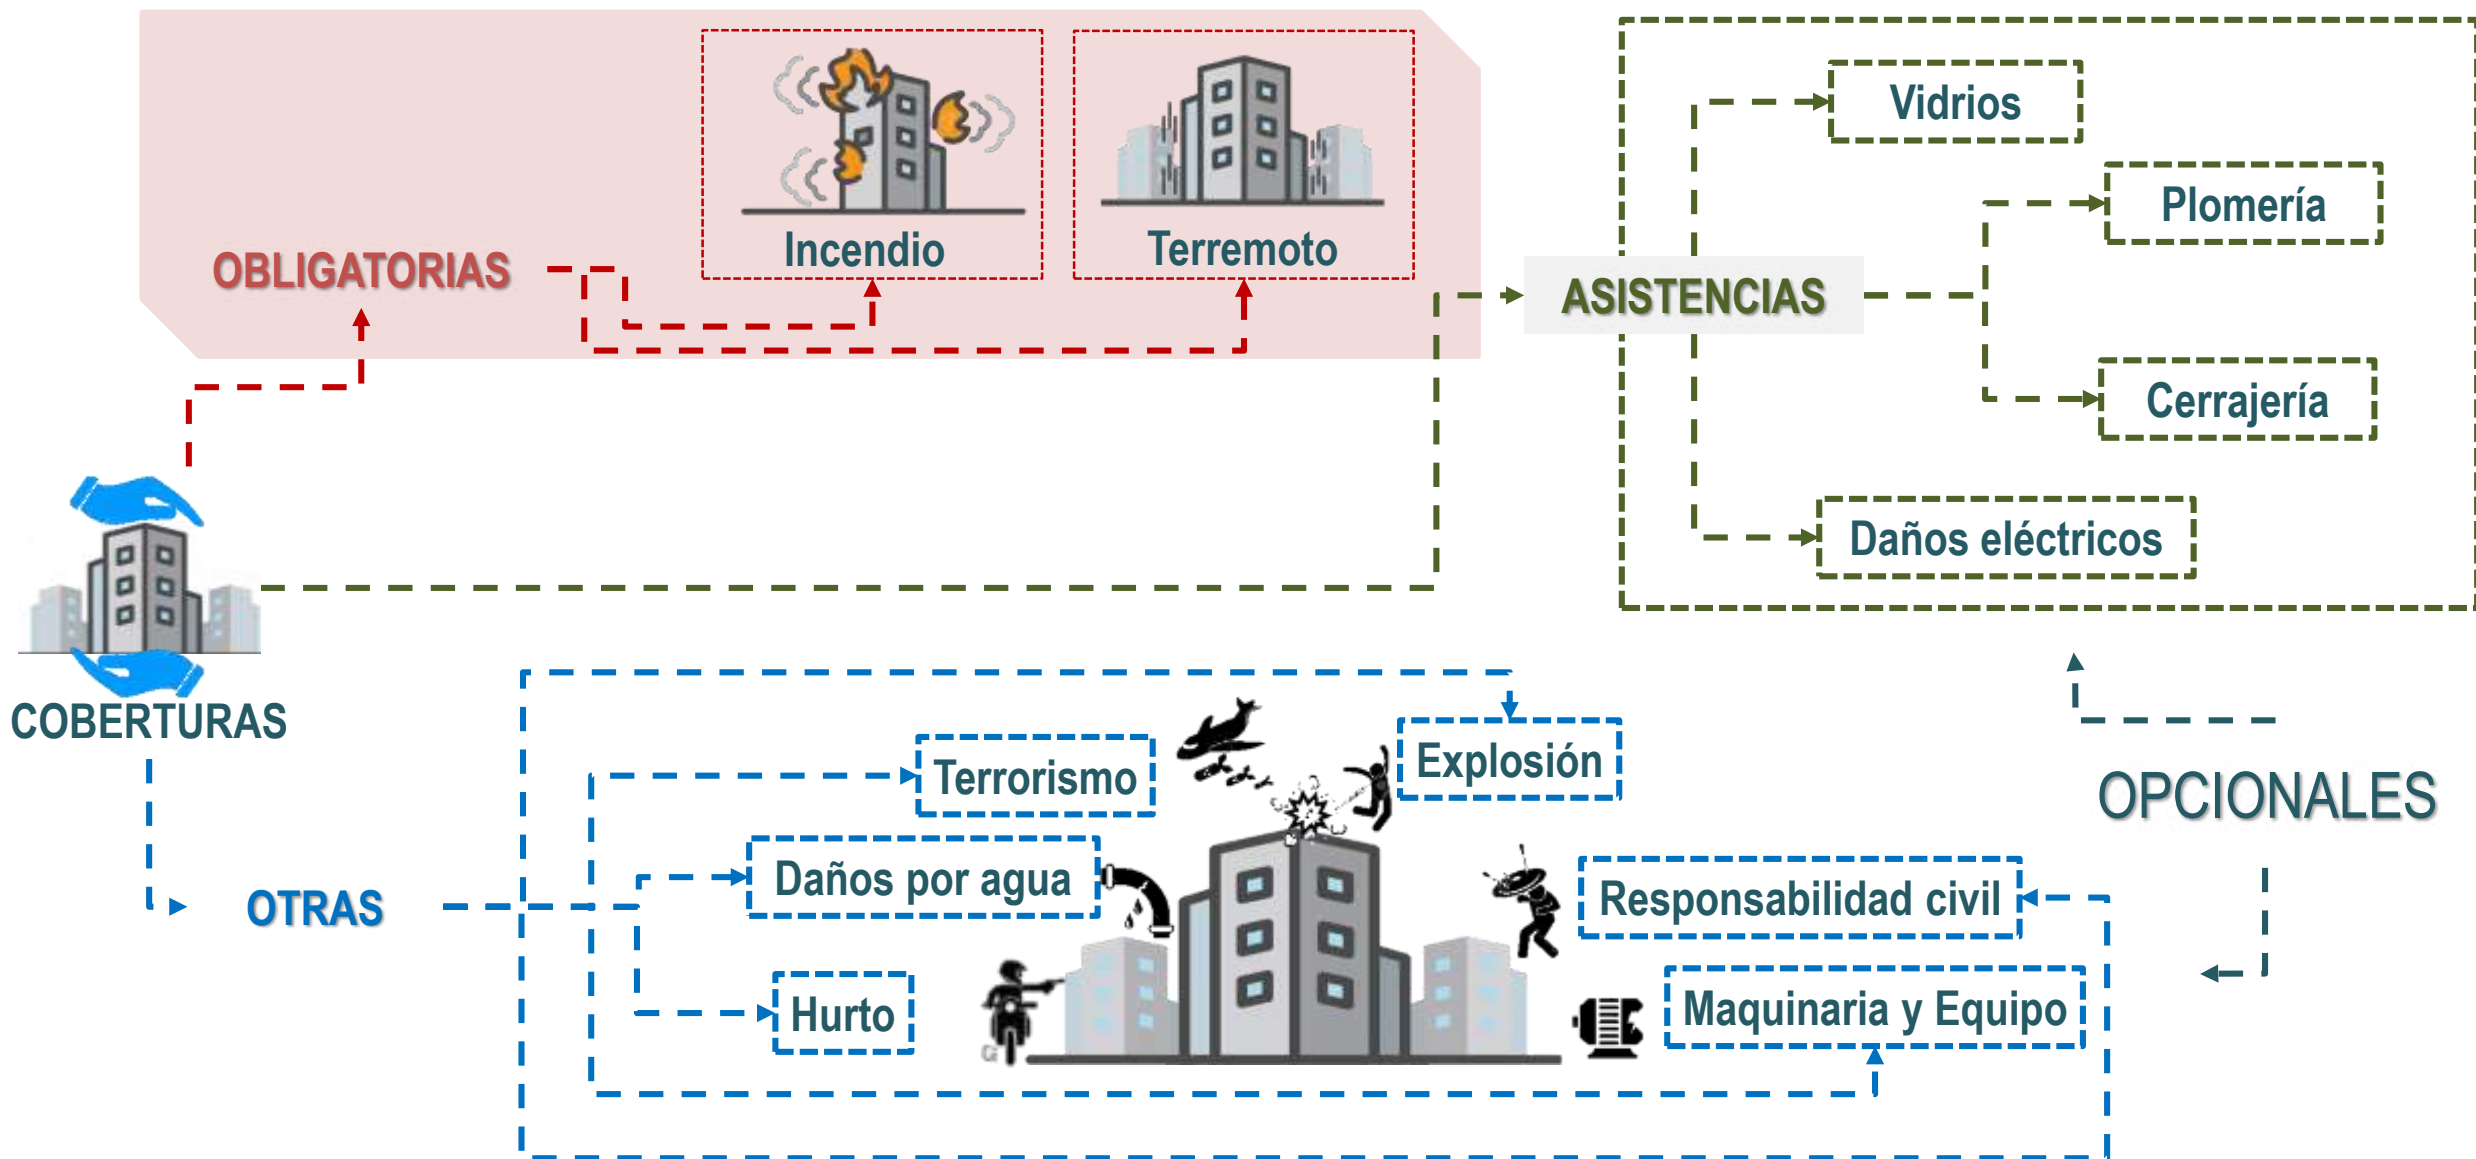 Incendio
Terremoto
OBLIGATORIAS
Vidrios
Plomería
ASISTENCIAS
Cerrajería
Daños eléctricos
COBERTURAS
Terrorismo
Explosión
OPCIONALES
Daños por agua
Responsabilidad civil
OTRAS
Hurto
Maquinaria y Equipo
G